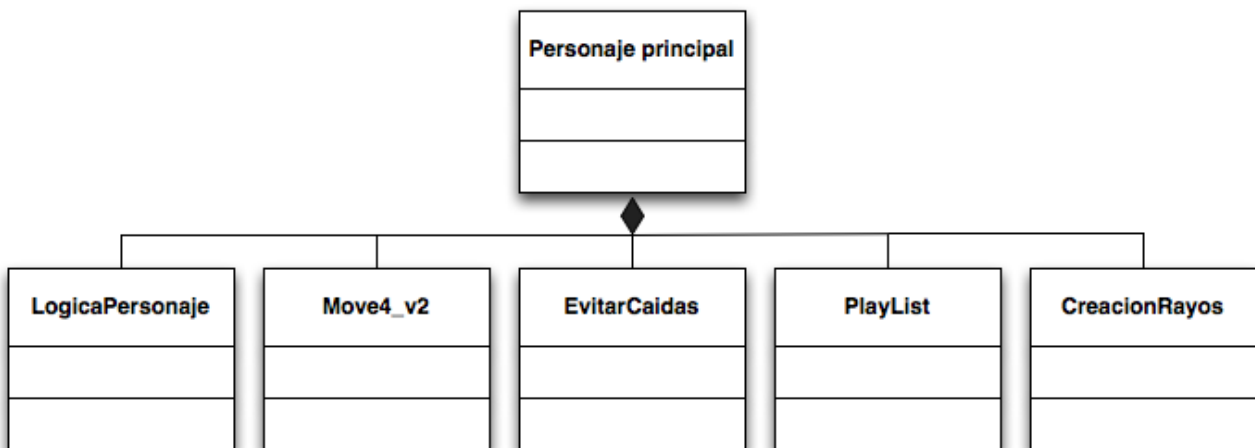 Personaje principal
LogicaPersonaje
Move4_v2
EvitarCaidas
PlayList
CreacionRayos